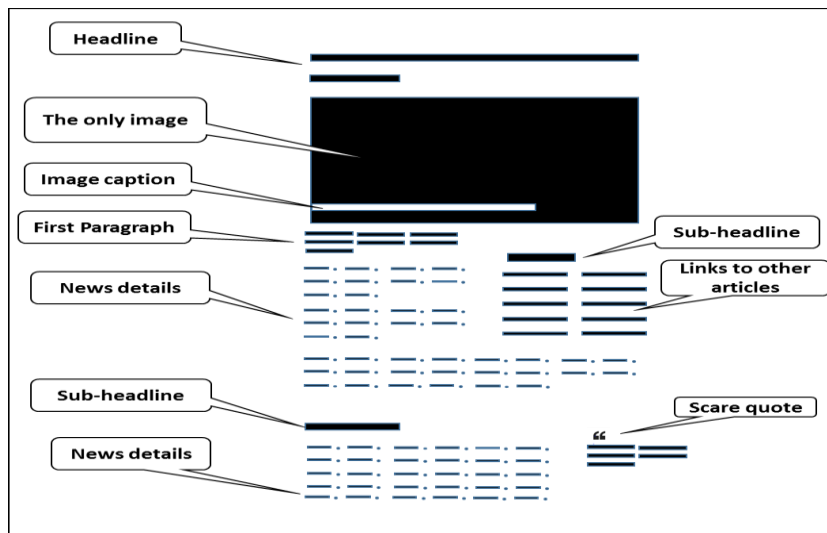 Headline
The only image
Image caption
First Paragraph
Sub-headline
Links to other
articles
News details
Sub-headline
Scare quote
“
News details